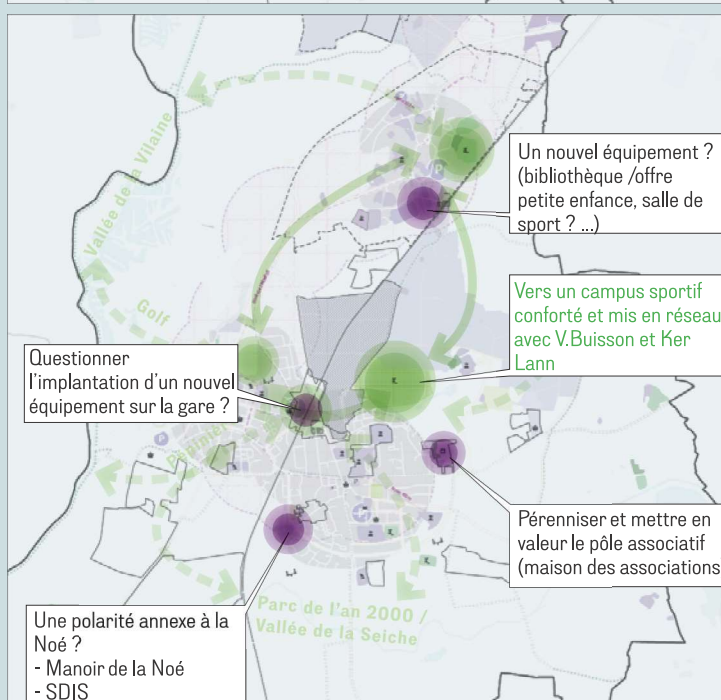 Vallée de la Vilaine
Un nouvel équipement ?
(bibliothèque /offre
petite enfance, salle de
sport ? ...)
Golf
Vers un campus sportif
conforté et mis en réseau
avec V.Buisson et Ker
Lann
Questionner
l'implantation d'un nouvel
équipement sur la gare ?
Pérenniser et mettre en
valeur le pôle associatif
(maison des associations
Parc de l'an 2000 /
Vallée de la Seiche
Une polarité annexe à la
Noé ?
- Manoir de la Noé
- SDIS